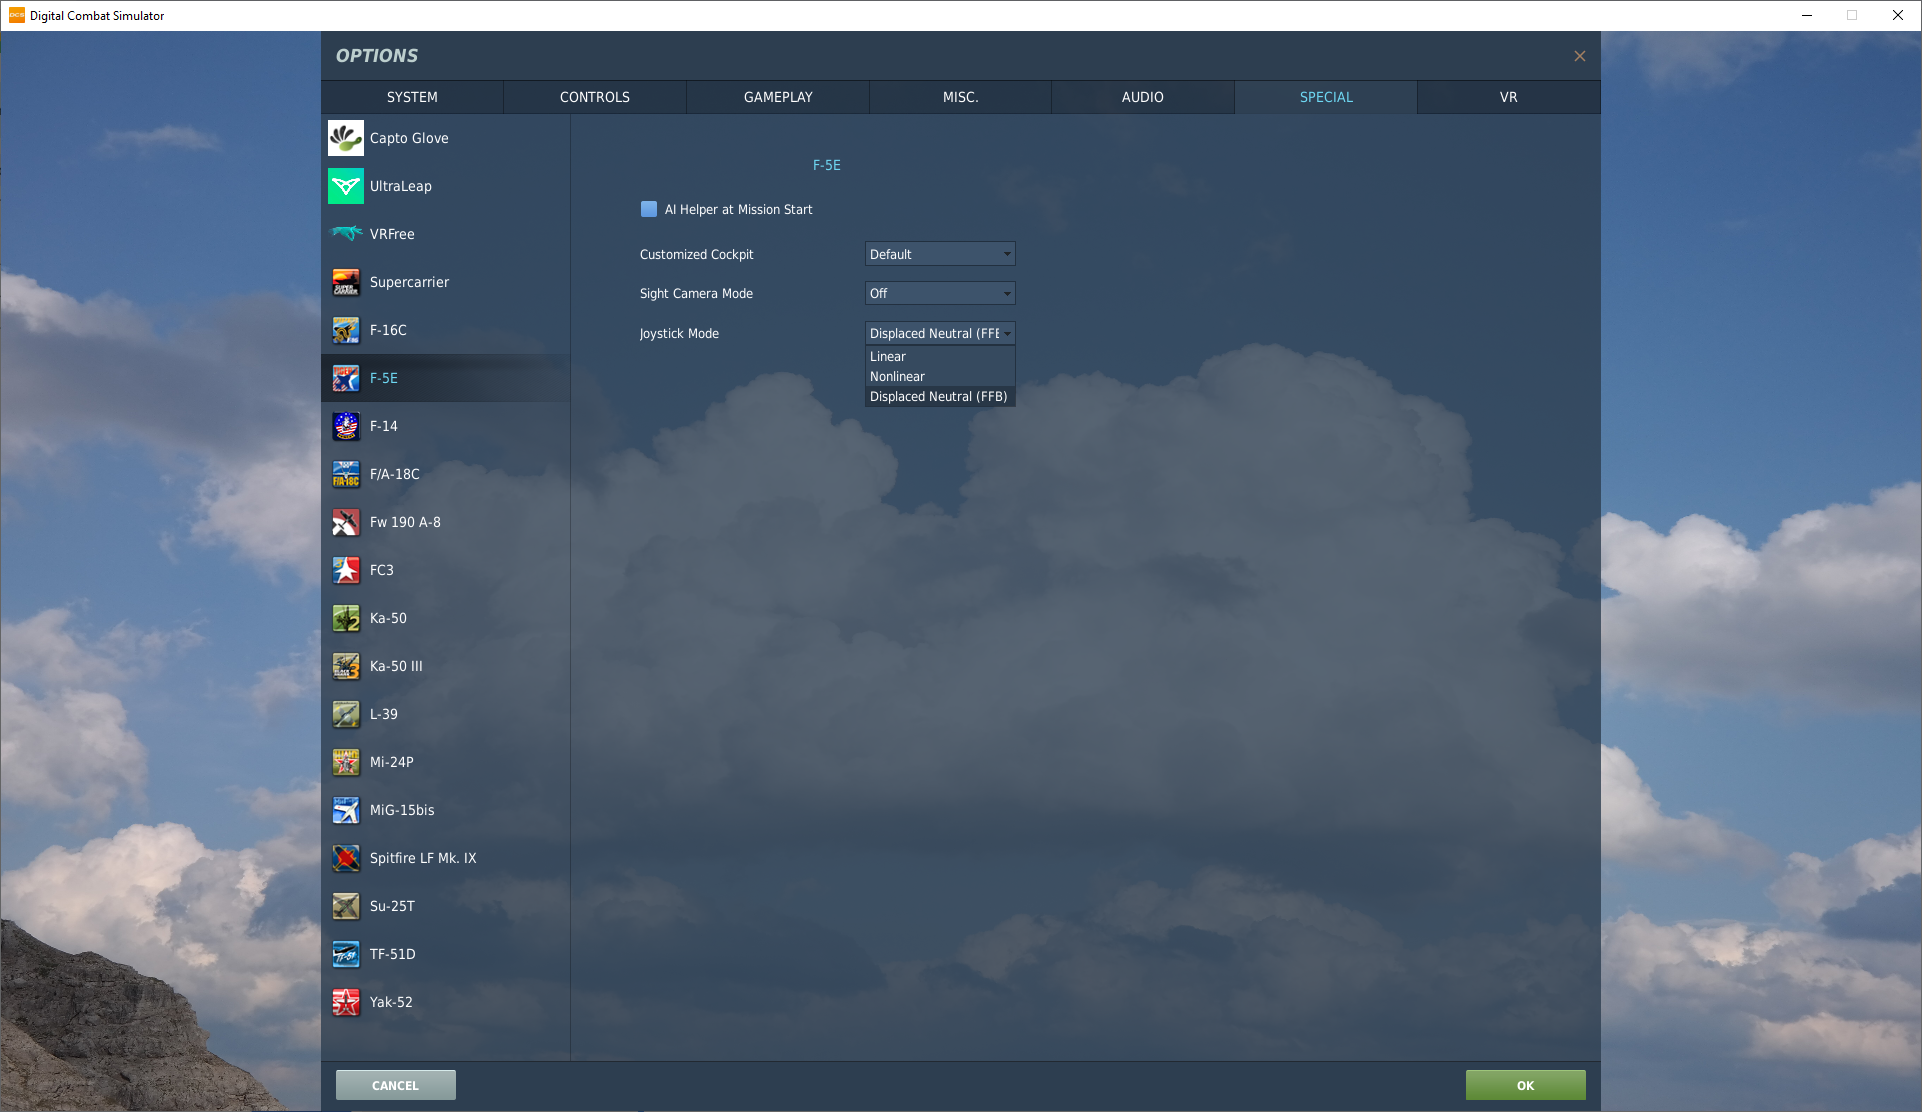 Digital Combat Simulator
OPTIONS
SYSTEM
CONTROLS
GAMEPLAY
MISC.
AUDIO
SPECIAL
VR
Capto Glove
UltraLeap
VRFree
Supercarrier
F-16C
F-5E
F-14
F/A-18C
Fw 190 A-8
FC3
Ka-50
Ka-50 III
L-39
Mi-24P
MiG-15bis
Spitfire LF Mk. IX
Su-25T
TF-51D
Yak-52
F-5E
AI Helper at Mission Start
Customized Cockpit
Default
Sight Camera Mode
Off
Joystick Mode
Displaced Neutral (FFE
Linear
Nonlinear
Displaced Neutral (FFB)
CANCEL
OK